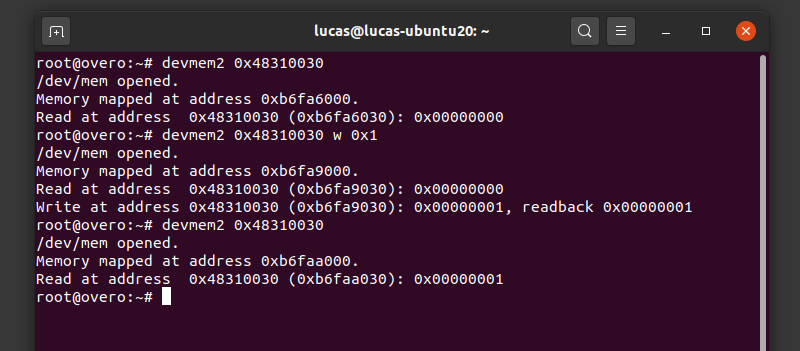 lucas@lucas-ubuntu20: ~
root@overo:~# devmem2 0x48310030
/dev/mem opened.
Memory mapped at address 0xb6fa6000.
Read at address  0x48310030 (0xb6fa6030): 0x00000000
root@overo:~# devmem2 0x48310030 w 0x1
/dev/mem opened.
Memory mapped at address 0xb6fa9000.
Read at address  0x48310030 (0xb6fa9030): 0x00000000
Write at address 0x48310030 (0xb6fa9030): 0x00000001, readback 0x00000001
root@overo:~# devmem2 0x48310030
/dev/mem opened.
Memory mapped at address 0xb6faa000.
Read at address  0x48310030 (0xb6faa030): 0x00000001
root@overo:~#